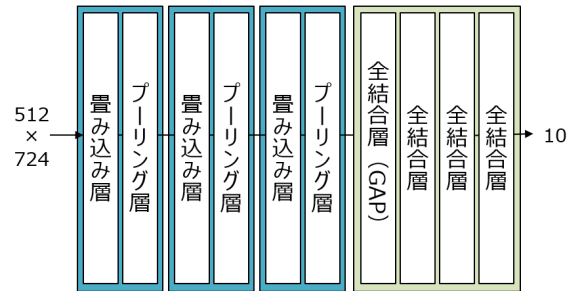 512
×
724
畳み込み層
プーリング層
畳み込み層
プーリング層
畳み込み層
プーリング層
全結合層（GAP）
全結合層
全結合層
全結合層
10